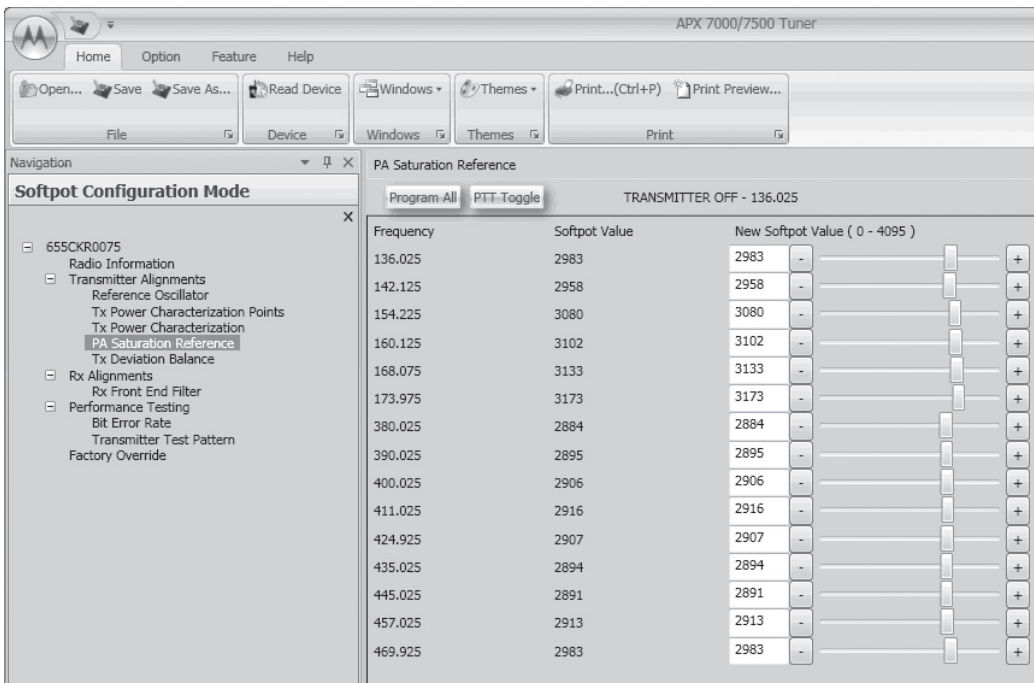 APX 7000/7500 Tuner
Home Option Feature Help
Open... Save Save As... Read Device Windows Themes Print...(Ctrl+P) Print Preview...
File Device Windows Themes Print
Navigation
Softpot Configuration Mode
655CKR0075
Radio Information
Transmitter Alignments
Reference Oscillator
Tx Power Characterization Points
Tx Power Characterization
PA Saturation Reference
Tx Deviation Balance
Rx Alignments
Rx Front End Filter
Performance Testing
Bit Error Rate
Transmitter Test Pattern
Factory Override
PA Saturation Reference
Program All PTT Toggle TRANSMITTER OFF - 136.025
Frequency Softpot Value New Softpot Value ( 0 - 4095 )
136.025 2983 2983 - +
142.125 2958 2958 - +
154.225 3080 3080 - +
160.125 3102 3102 - +
168.075 3133 3133 - +
173.975 3173 3173 - +
380.025 2884 2884 - +
390.025 2895 2895 - +
400.025 2906 2906 - +
411.025 2916 2916 - +
424.925 2907 2907 - +
435.025 2894 2894 - +
445.025 2891 2891 - +
457.025 2913 2913 - +
469.925 2983 2983 - +